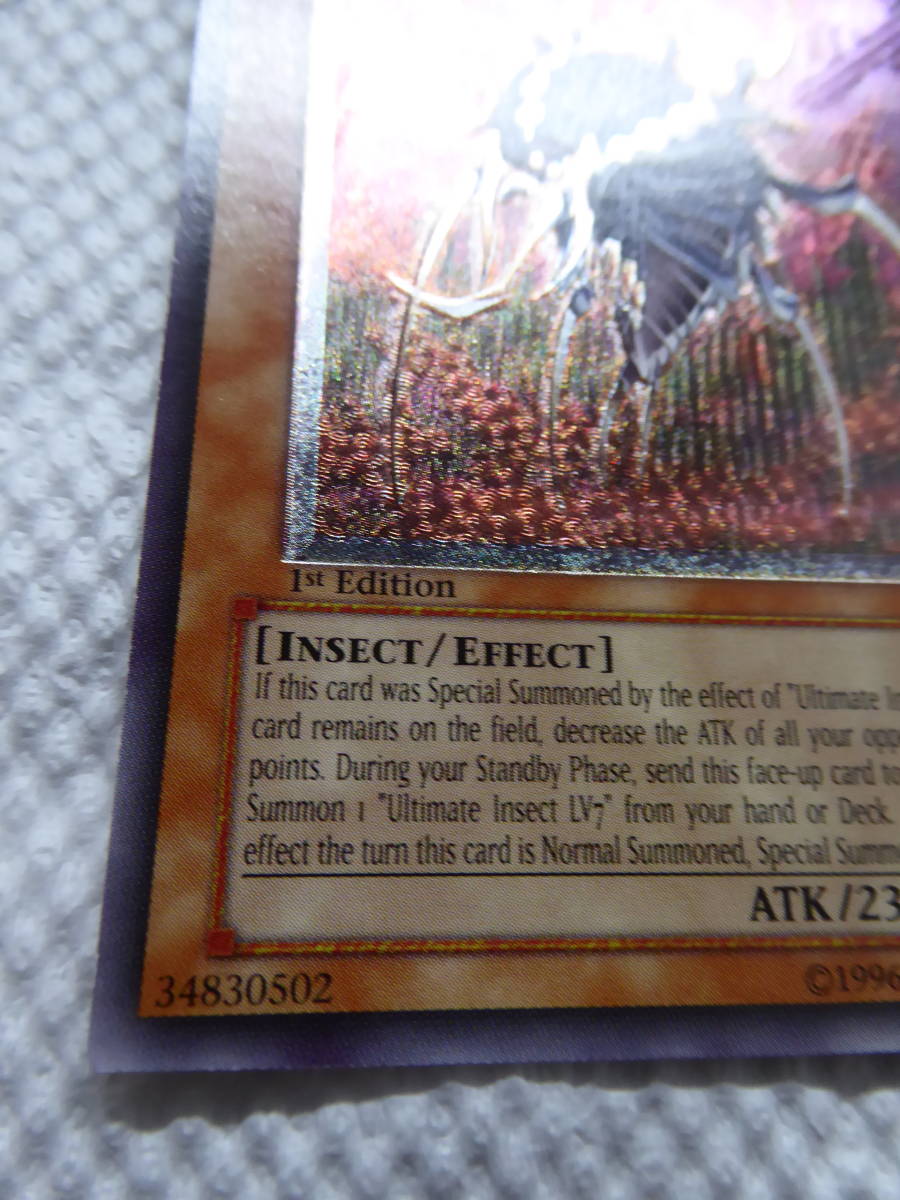 1st Edition
[INSECT/EFFECT]
If this card was Special Summoned by the effect of "Ultimate
card remains on the field, decrease the ATK of all your opp
points. During your Standby Phase, send this face-up card to
Summon 1 "Ultimate Insect LV7" from your hand or Deck.
effect the turn this card is Normal Summoned, Special Summ
ATK/23
34830502
©1996